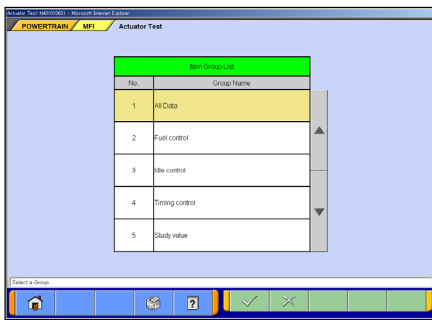 Actuator Test-N401010601 - Microsoft Internet Explorer
POWERTRAIN MFI Actuator Test
Item Group List
No. Group Name
1 All Data
2 Fuel control
3 Idle control
4 Timing control
5 Study value
Select a Group
?